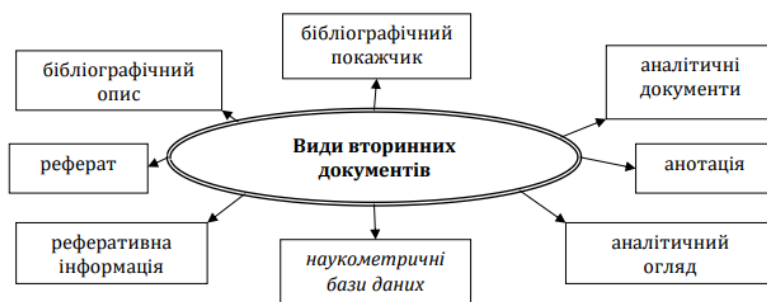 бібліографічний
покажчик
бібліографічний
опис
аналітичні
документи
реферат
Види вторинних
документів
анотація
реферативна
інформація
наукометричні
бази даних
аналітичний
огляд